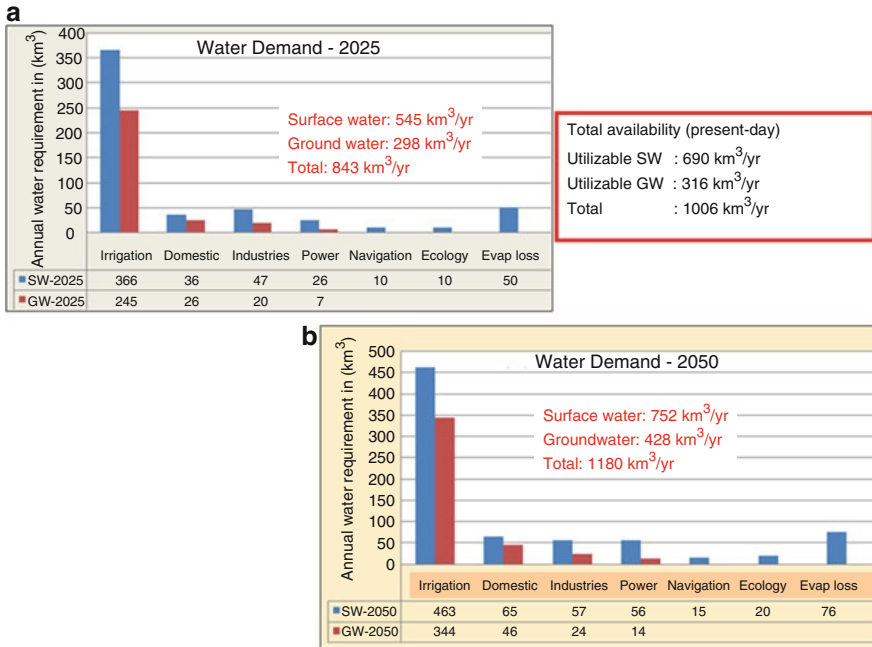 a
Water Demand - 2025
Annual water requirement in (km³)
400
350
300
250
200
150
100
50
0
Surface water: 545 km³/yr
Ground water: 298 km³/yr
Total: 843 km³/yr
Irrigation Domestic Industries Power Navigation Ecology Evap loss
SW-2025 366 36 47 26 10 10 50
GW-2025 245 26 20 7
Total availability (present-day)
Utilizable SW : 690 km³/yr
Utilizable GW : 316 km³/yr
Total : 1006 km³/yr
b
Water Demand - 2050
Annual water requirement in (km³)
500
450
400
350
300
250
200
150
100
50
0
Surface water: 752 km³/yr
Groundwater: 428 km³/yr
Total: 1180 km³/yr
Irrigation Domestic Industries Power Navigation Ecology Evap loss
SW-2050 463 65 57 56 15 20 76
GW-2050 344 46 24 14